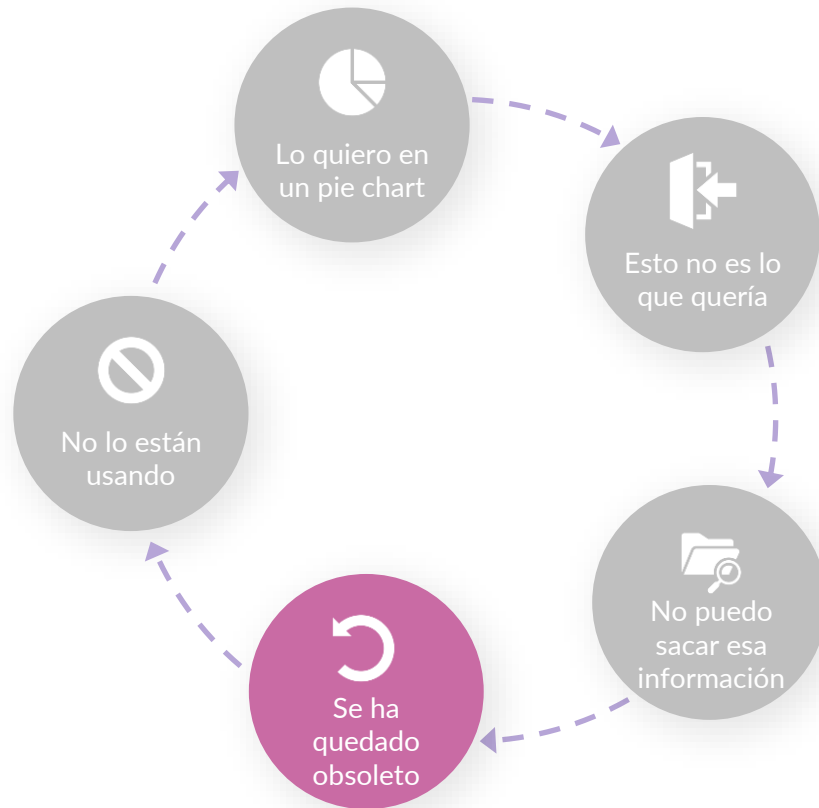 Lo quiero en
un pie chart
Esto no es lo
que quería
No puedo
sacar esa
información
Se ha
quedado
obsoleto
No lo están
usando